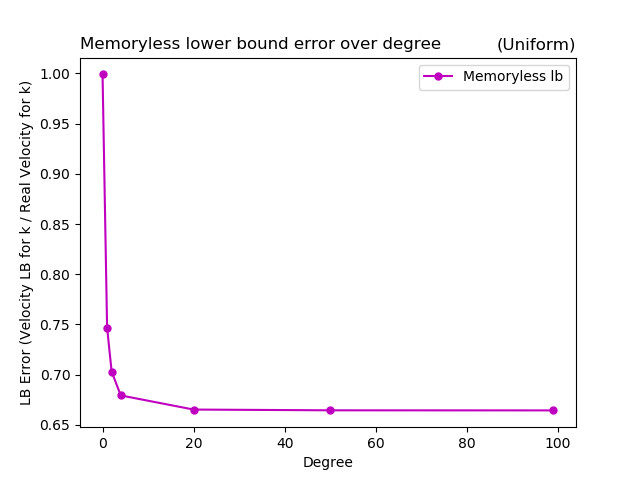 Memoryless lower bound error over degree (Uniform)
Memoryless lb
LB Error (Velocity LB for k / Real Velocity for k)
1.00
0.95
0.90
0.85
0.80
0.75
0.70
0.65
0 20 40 60 80 100
Degree